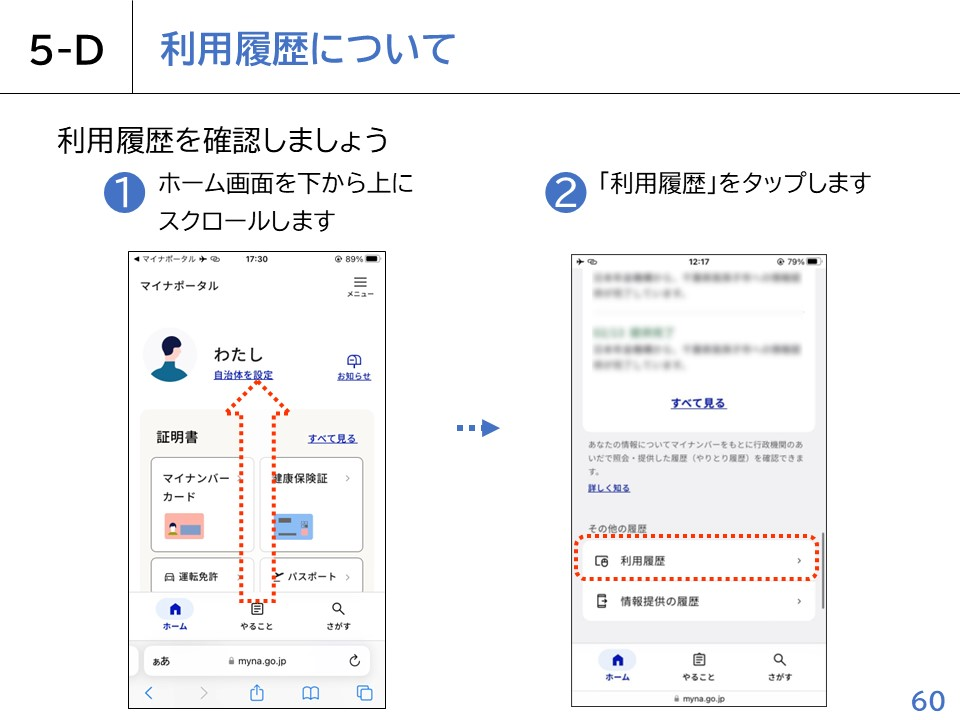 5-D
利用履歴について
利用履歴を確認しましょう
1
ホーム画面を下から上に
スクロールします
◀マイナポータル
17:30
89%
マイナポータル
メニュー
わたし
自治体を設定
お知らせ
証明書
すべて見る
マイナンバー
カード
健康保険証
運転免許
パスポート
ホーム
やること
さがす
ぁあ
myna.go.jp
2
「利用履歴」をタップします
12:17
79%
すべて見る
あなたの情報についてマイナンバーをもとに行政機関のあ
いだで照会・提供した履歴（やりとり履歴）を確認できま
す。
詳しく知る
その他の履歴
利用履歴
情報提供の履歴
ホーム
やること
さがす
myna.go.jp
60